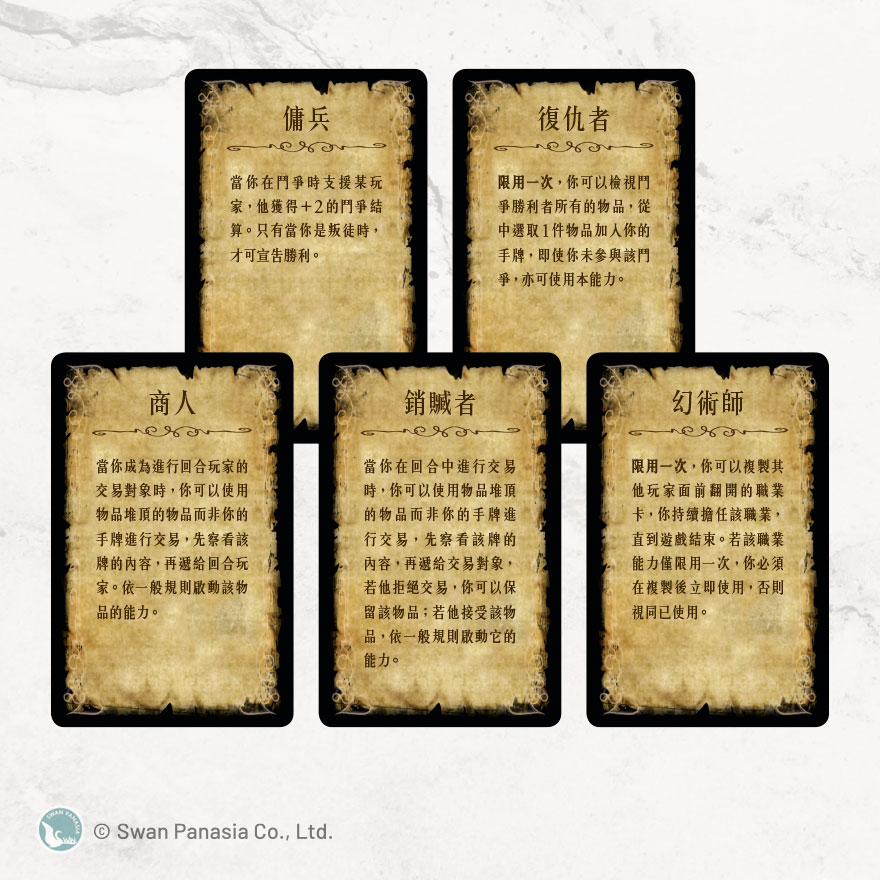 傭兵
當你在鬥爭時支援某玩
家，他獲得+2的鬥爭結
算。只有當你是叛徒時，
才可宣告勝利。
復仇者
限用一次，你可以檢視鬥
爭勝利者所有的物品，從
中選取1件物品加入你的
手牌，即使你未參與該鬥
爭，亦可使用本能力。
商人
當你成為進行回合玩家的
交易對象時，你可以使用
物品堆頂的物品而非你的
手牌進行交易，先察看該
牌的內容，再遞給回合玩
家。依一般規則啟動該物
品的能力。
銷贓者
當你在回合中進行交易
時，你可以使用物品堆頂
的物品而非你的手牌進
行交易，先察看該牌的
內容，再遞給交易對象，
若他拒絕交易，你可以保
留該物品；若他接受該物
品，依一般規則啟動它的
能力。
幻術師
限用一次，你可以複製其
他玩家面前翻開的職業
卡，你持續擔任該職業，
直到遊戲結束。若該職業
能力僅限用一次，你必須
在複製後立即使用，否則
視同已使用。
SWAN PANASIA
© Swan Panasia Co., Ltd.